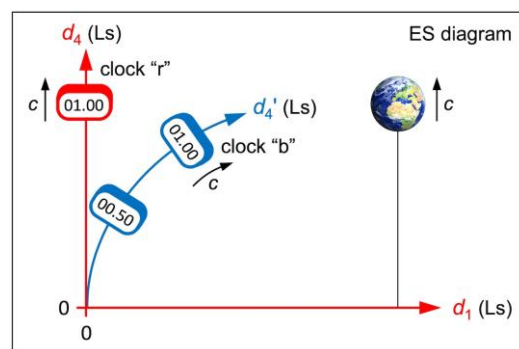 d₄ (Ls)
ES diagram
clock "r"
c
01.00
d₄' (Ls)
01.00
clock "b"
c
c
00.50
0
d₁ (Ls)
0